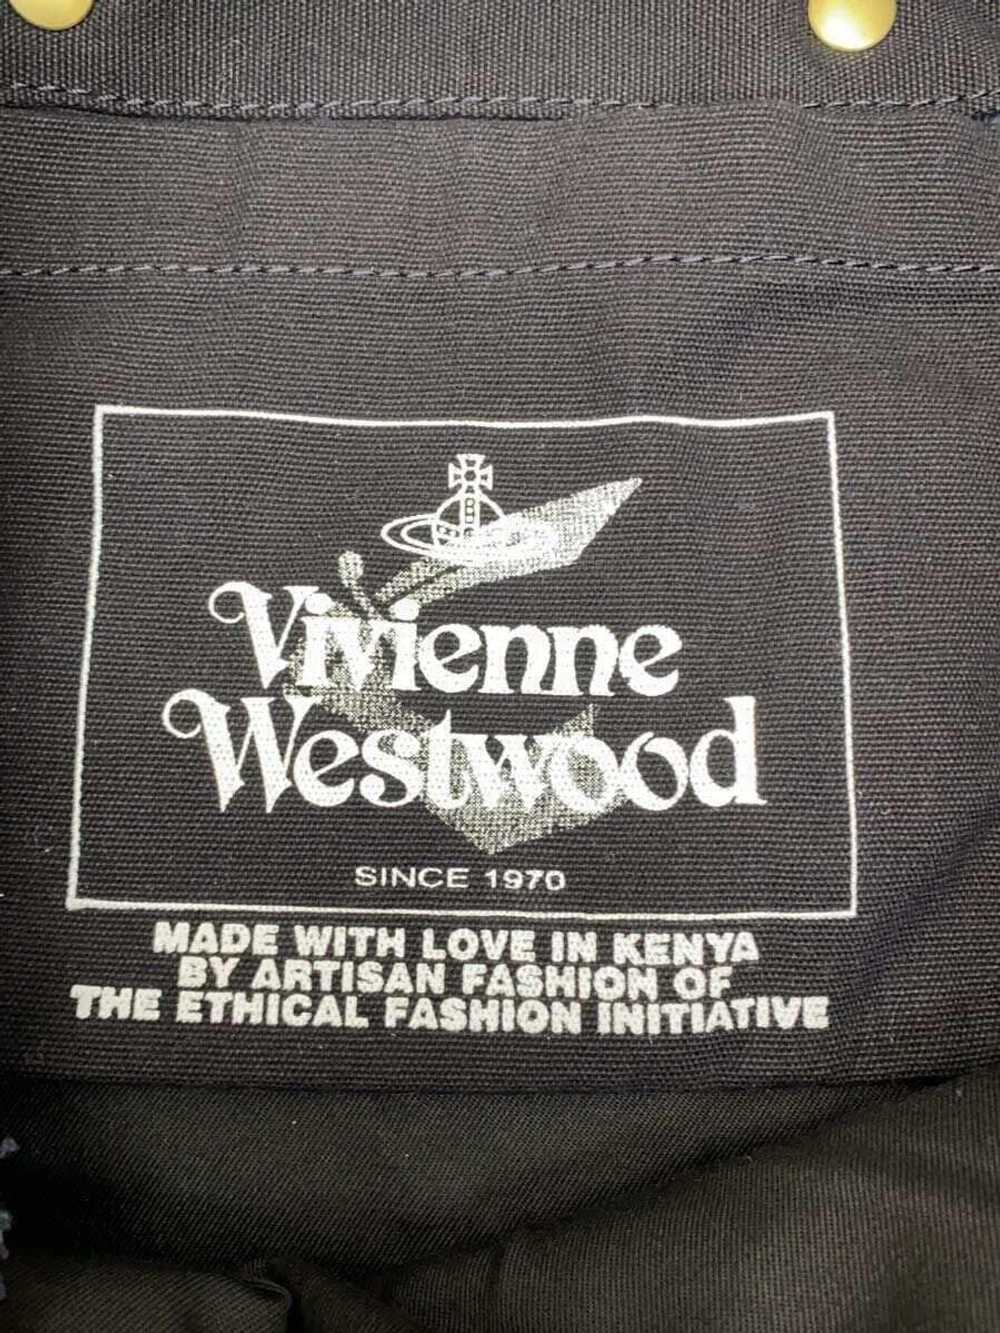 Vivienne
Westwood
SINCE 1970
MADE WITH LOVE IN KENYA
BY ARTISAN FASHION OF
THE ETHICAL FASHION INITIATIVE